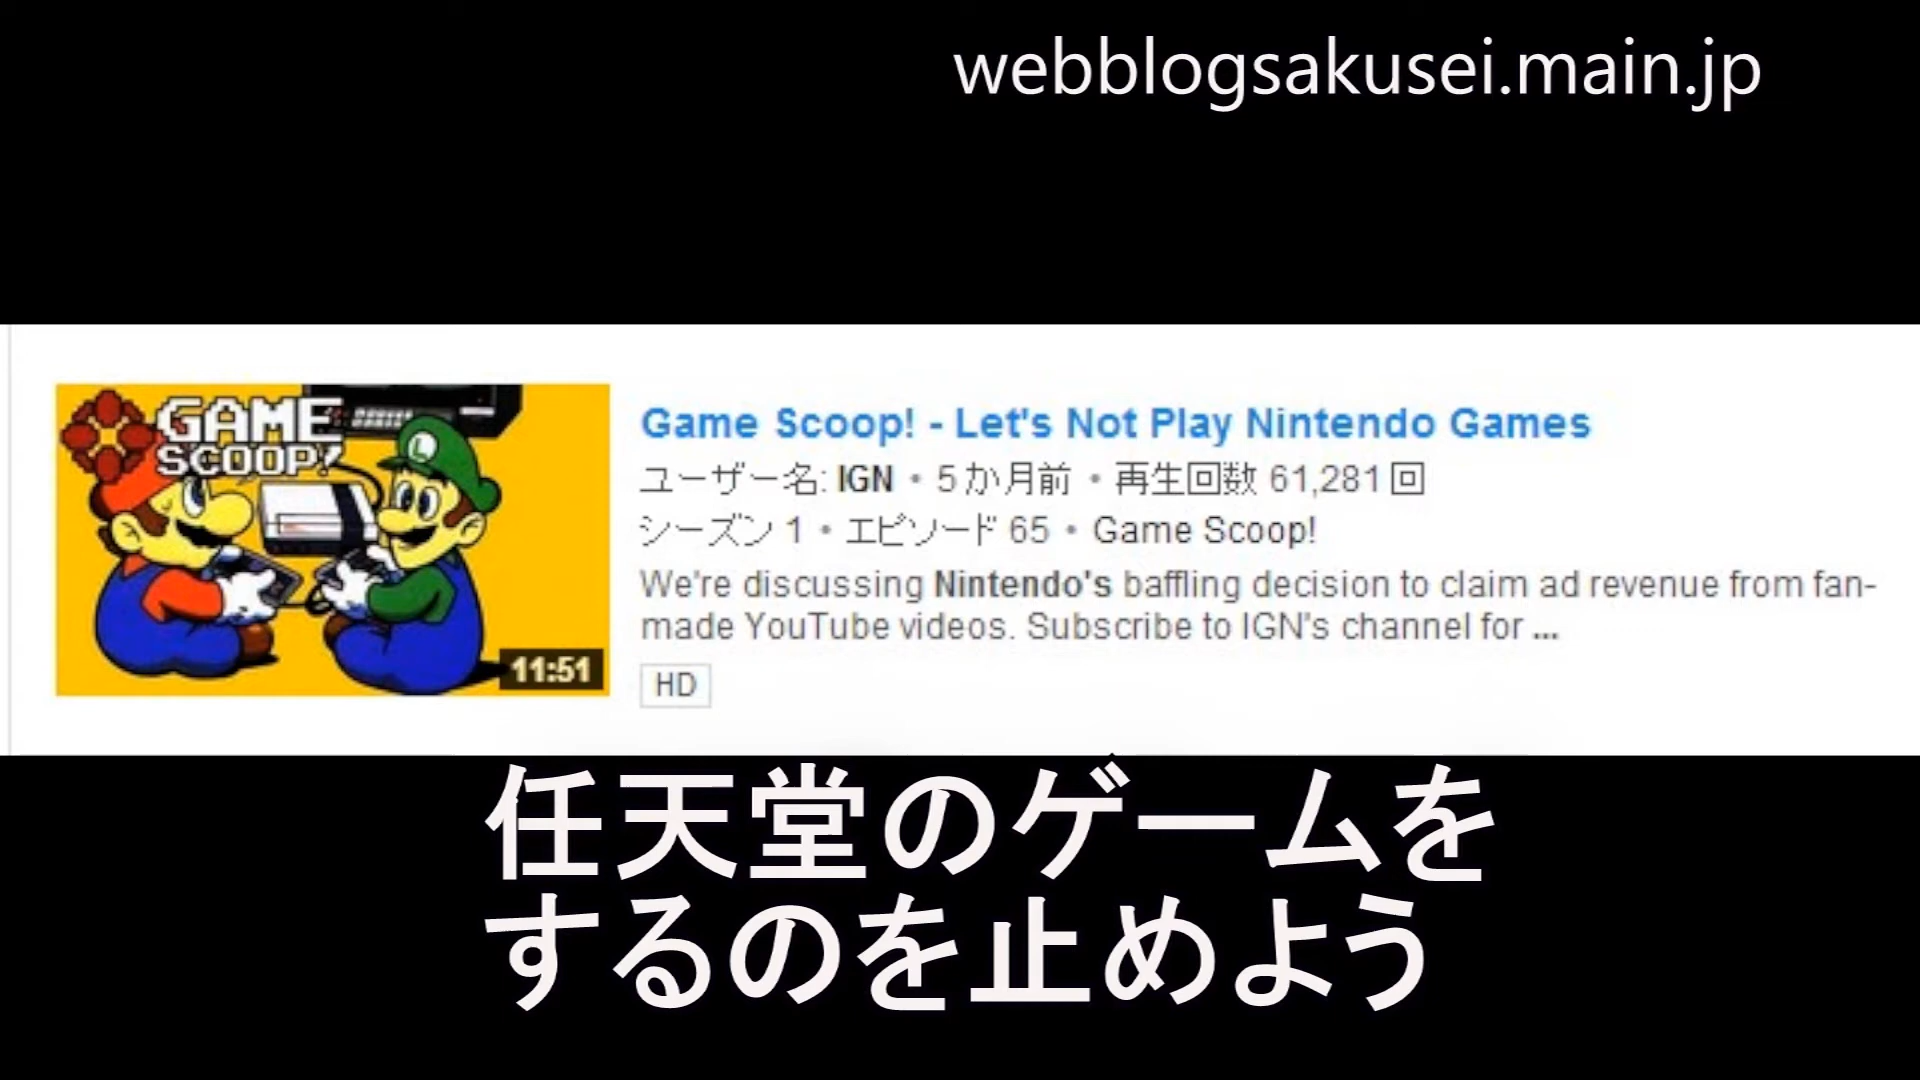 webblogsakusei.main.jp
GAME
SCOOP!
L
11:51
Game Scoop! - Let's Not Play Nintendo Games
ユーザー名: IGN • 5 か月前 • 再生回数 61,281 回
シーズン 1 • エピソード 65 • Game Scoop!
We're discussing Nintendo's baffling decision to claim ad revenue from fan-
made YouTube videos. Subscribe to IGN's channel for ...
HD
任天堂のゲームを
するのを止めよう